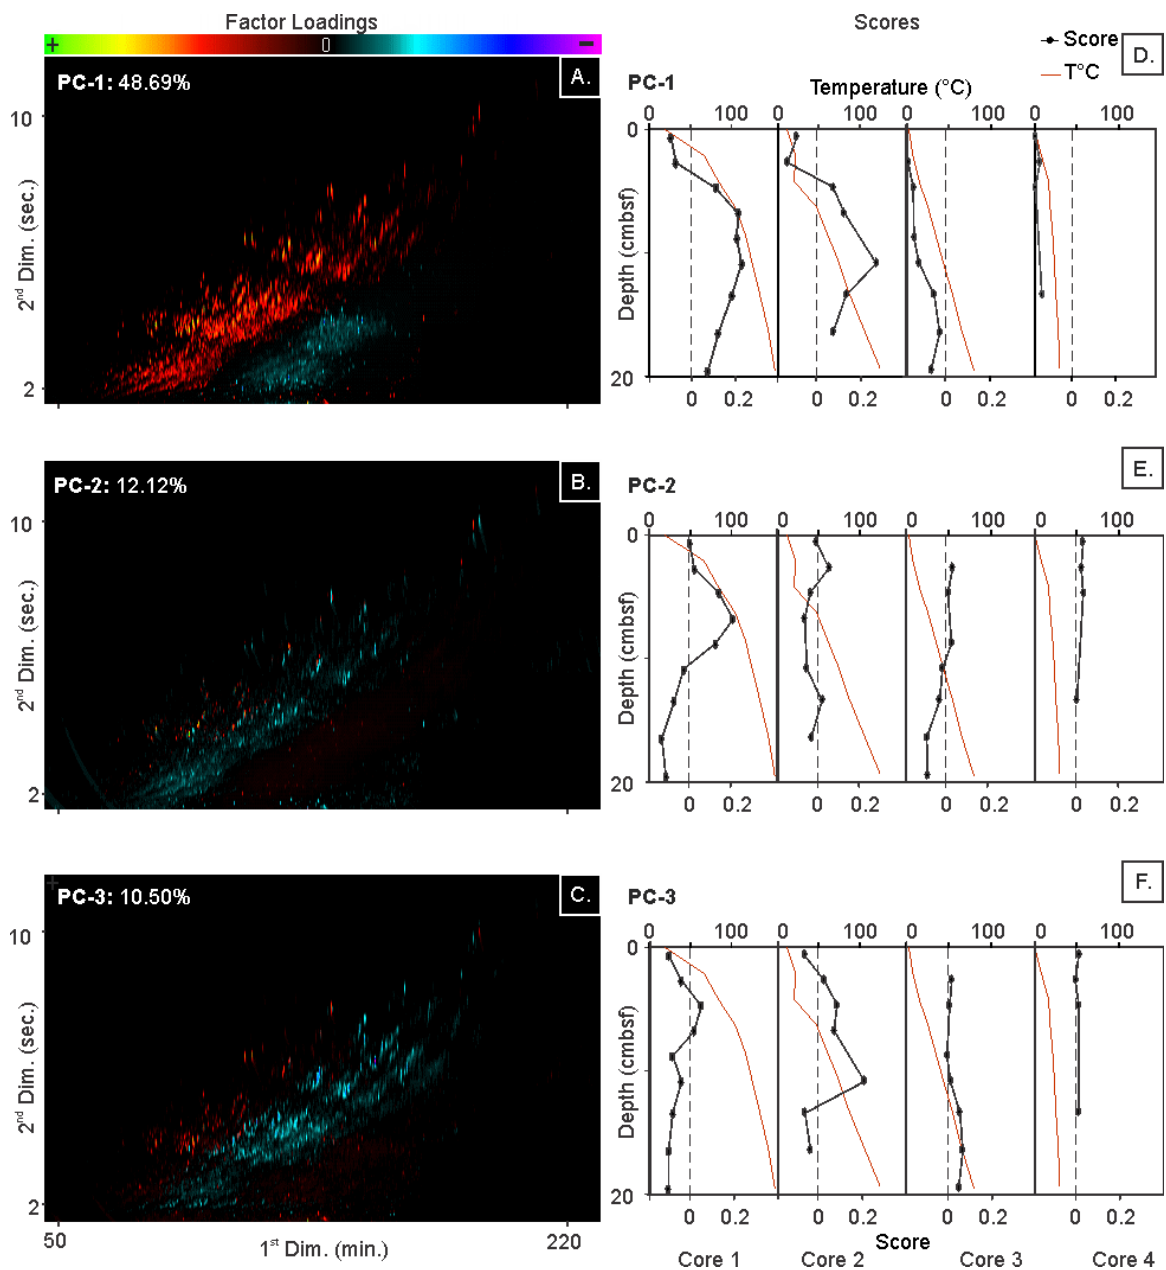 Factor Loadings
+ 0 -
PC-1: 48.69%
A.
10
2nd Dim. (sec.)
2
PC-2: 12.12%
B.
10
2nd Dim. (sec.)
2
+
PC-3: 10.50%
C.
10
2nd Dim. (sec.)
2
50 220
1st Dim. (min.)
Scores
Score
T°C
D.
PC-1
Temperature (°C)
0 100 0 100 0 100 0 100
0
Depth (cmbsf)
20
0 0.2 0 0.2 0 0.2 0
E.
PC-2
0 100 0 100 0 100 0 100
0
Depth (cmbsf)
20
0 0.2 0 0.2 0 0.2 0 0.2
F.
PC-3
0 100 0 100 0 100 0 100
0
Depth (cmbsf)
20
0 0.2 0 0.2 0 0.2 0 0.2
Score
Core 1 Core 2 Core 3 Core 4